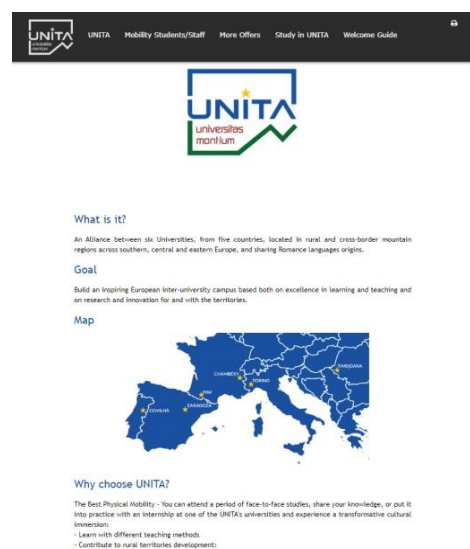 UNITA
universitas
montium
UNITA Mobility Students/Staff More Offers Study in UNITA Welcome Guide
UNITA
universitas
montium
What is it?
An Alliance between six Universities, from five countries, located in rural and cross-border mountain
regions across southern, central and eastern Europe, and sharing Romance languages origins.
Goal
Build an inspiring European inter-university campus based both on excellence in learning and teaching and
on research and innovation for and with the territories.
Map
CHAMBERY
TORINO
TIMIȘOARA
PAU
ZARAGOZA
COVILHÃ
Why choose UNITA?
The Best Physical Mobility - You can attend a period of face-to-face studies, share your knowledge, or put it
into practice with an internship at one of the UNITA's universities and experience a transformative cultural
immersion:
- Learn with different teaching methods
- Contribute to rural territories development: